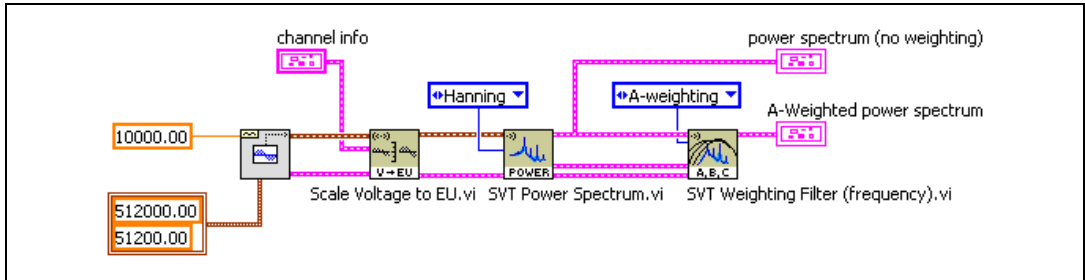 channel info
power spectrum (no weighting)
Hanning
A-weighting
A-Weighted power spectrum
10000.00
V→EU
POWER
A,B,C
Scale Voltage to EU.vi
SVT Power Spectrum.vi
SVT Weighting Filter (frequency).vi
512000.00
51200.00